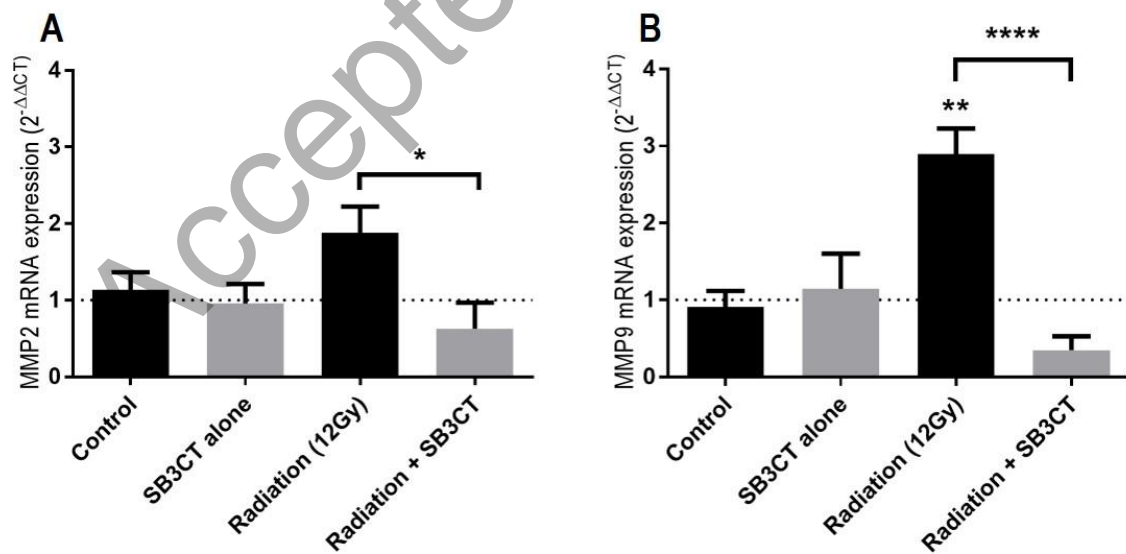 A
MMP2 mRNA expression (2-ΔΔCT)
4
3
2
1
0
*
Control
SB3CT alone
Radiation (12Gy)
Radiation + SB3CT
B
MMP9 mRNA expression (2-ΔΔCT)
4
3
2
1
0
****
**
Control
SB3CT alone
Radiation (12Gy)
Radiation + SB3CT
Accepte